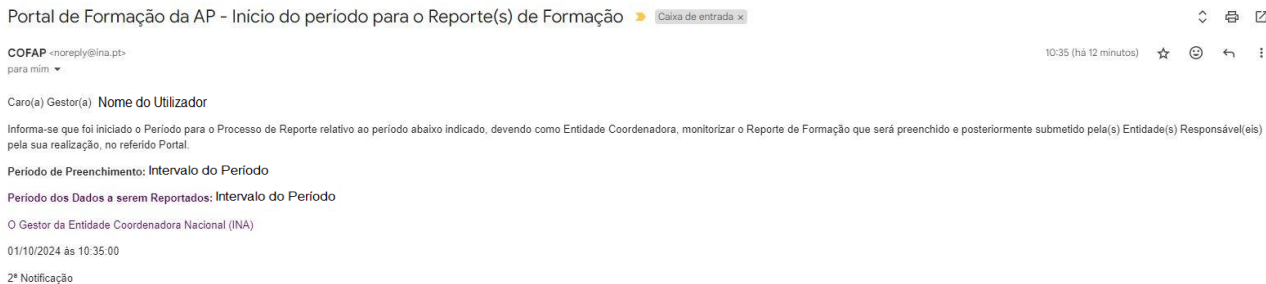 Portal de Formação da AP - Início do período para o Reporte(s) de Formação Caixa de entrada x
COFAP <noreply@ina.pt> 10:35 (há 12 minutos)
para mim
Caro(a) Gestor(a) Nome do Utilizador
Informa-se que foi iniciado o Período para o Processo de Reporte relativo ao período abaixo indicado, devendo como Entidade Coordenadora, monitorizar o Reporte de Formação que será preenchido e posteriormente submetido pela(s) Entidade(s) Responsável(eis)
pela sua realização, no referido Portal.
Período de Preenchimento: Intervalo do Período
Período dos Dados a serem Reportados: Intervalo do Período
O Gestor da Entidade Coordenadora Nacional (INA)
01/10/2024 às 10:35:00
2ª Notificação